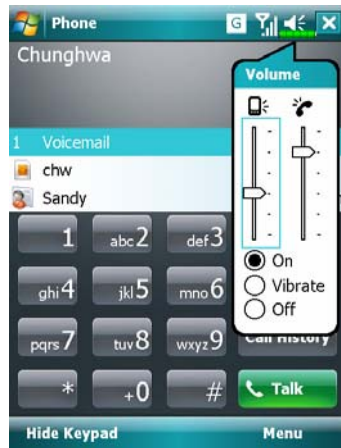 Phone
G
Chunghwa
Volume
1 Voicemail
chw
Sandy
On
Vibrate
Off
1
abc2
def3
ghi4
jkl5
mno6
pqrs7
tuv8
wxyz9
Call History
*
+0
#
Talk
Hide Keypad
Menu